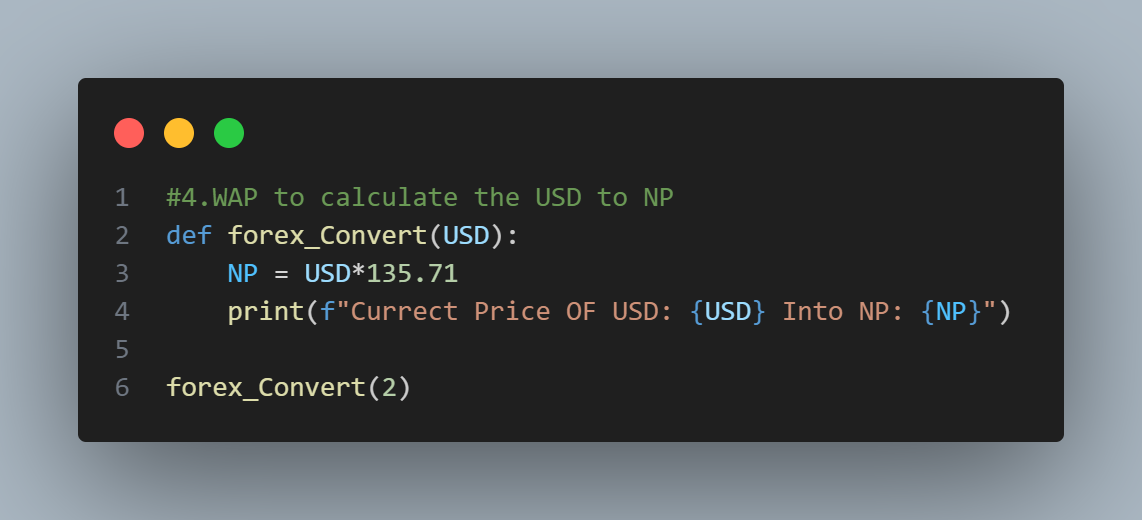 1 #4.WAP to calculate the USD to NP
2 def forex_Convert(USD):
3     NP = USD*135.71
4     print(f"Currect Price OF USD: {USD} Into NP: {NP}")
5
6 forex_Convert(2)